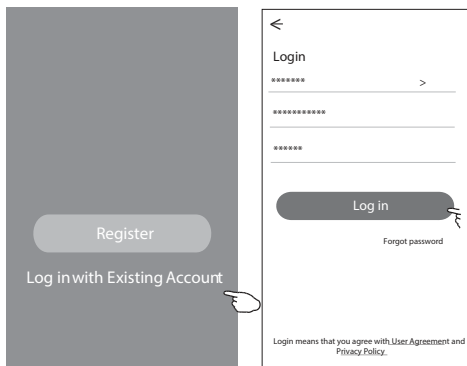 Register
Log in with Existing Account
Login
*******
>
***********
******
Log in
Forgot password
Login means that you agree with User Agreement and
Privacy Policy